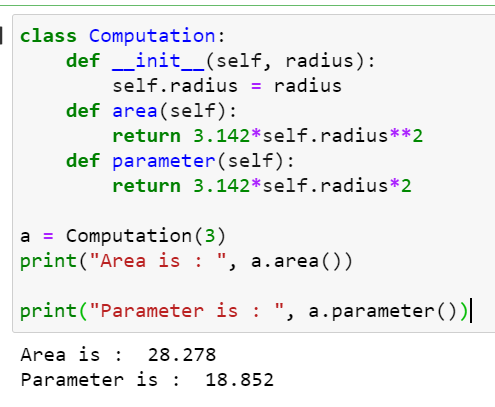 class Computation:
    def __init__(self, radius):
        self.radius = radius
    def area(self):
        return 3.142*self.radius**2
    def parameter(self):
        return 3.142*self.radius*2

a = Computation(3)
print("Area is : ", a.area())

print("Parameter is : ", a.parameter())
Area is :  28.278
Parameter is :  18.852